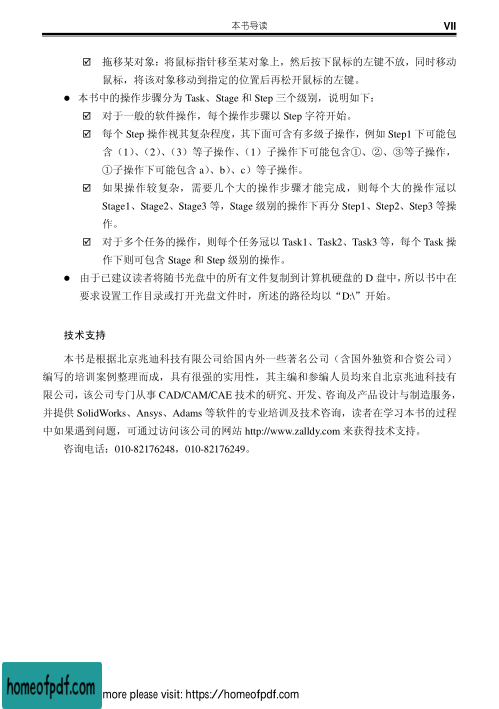 本书导读 VII
☑ 拖移某对象：将鼠标指针移至某对象上，然后按下鼠标的左键不放，同时移动
鼠标，将该对象移动到指定的位置后再松开鼠标的左键。
● 本书中的操作步骤分为 Task、Stage 和 Step 三个级别，说明如下：
☑ 对于一般的软件操作，每个操作步骤以 Step 字符开始。
☑ 每个 Step 操作视其复杂程度，其下面可含有多级子操作，例如 Step1 下可能包
含（1）、（2）、（3）等子操作、（1）子操作下可能包含①、②、③等子操作，
①子操作下可能包含 a）、b）、c）等子操作。
☑ 如果操作较复杂，需要几个大的操作步骤才能完成，则每个大的操作冠以
Stage1、Stage2、Stage3 等，Stage 级别的操作下再分 Step1、Step2、Step3 等操
作。
☑ 对于多个任务的操作，则每个任务冠以 Task1、Task2、Task3 等，每个 Task 操
作下则可包含 Stage 和 Step 级别的操作。
● 由于已建议读者将随书光盘中的所有文件复制到计算机硬盘的 D 盘中，所以书中在
要求设置工作目录或打开光盘文件时，所述的路径均以“D:\”开始。
技术支持
本书是根据北京兆迪科技有限公司给国内外一些著名公司（含国外独资和合资公司）
编写的培训案例整理而成，具有很强的实用性，其主编和参编人员均来自北京兆迪科技有
限公司，该公司专门从事 CAD/CAM/CAE 技术的研究、开发、咨询及产品设计与制造服务，
并提供 SolidWorks、Ansys、Adams 等软件的专业培训及技术咨询，读者在学习本书的过程
中如果遇到问题，可通过访问该公司的网站 http://www.zalldy.com 来获得技术支持。
咨询电话：010-82176248，010-82176249。
homeofpdf.com more please visit: https://homeofpdf.com